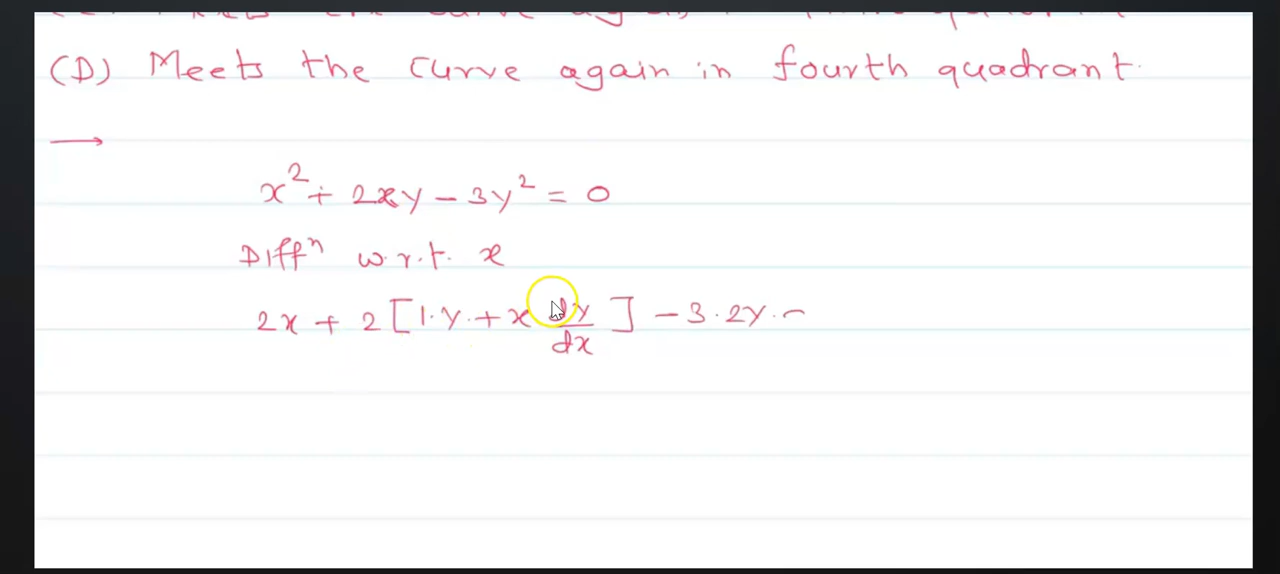 (D) Meets the curve again in fourth quadrant.
→
x² + 2xy - 3y² = 0
Diffⁿ w.r.t. x
2x + 2 [1·y + x dy/dx] - 3·2y·